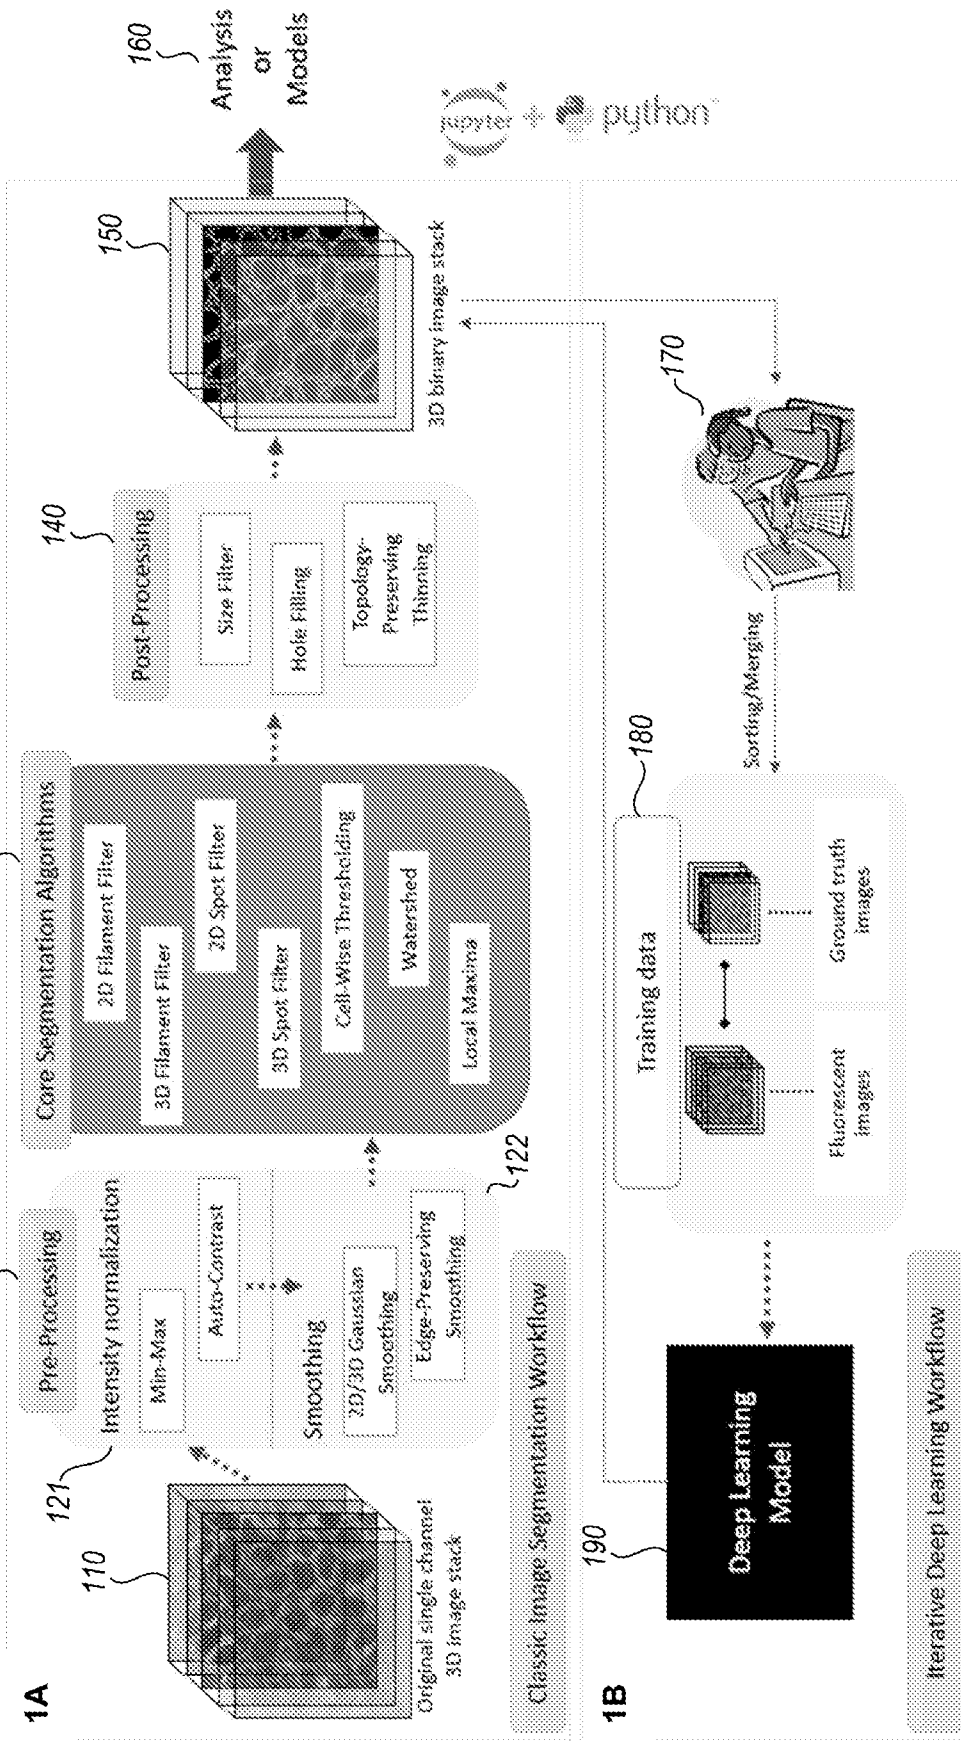 1A
110
Original single channel
3D image stack
Pre-Processing
121
Intensity normalization
Min-Max
Auto-Contrast
Smoothing
2D/3D Gaussian
Smoothing
Edge-Preserving
Smoothing
122
Core Segmentation Algorithms
2D Filament Filter
3D Filament Filter
2D Spot Filter
3D Spot Filter
Cell-Wise Thresholding
Watershed
Local Maxima
140
Post-Processing
Size Filter
Hole Filling
Topology-
Preserving
Thinning
150
3D binary image stack
160
Analysis
or
Models
Classic Image Segmentation Workflow
jupyter + python
1B
190
Deep Learning
Model
180
Training data
Fluorescent
images
Ground truth
images
Sorting/Merging
170
Iterative Deep Learning Workflow